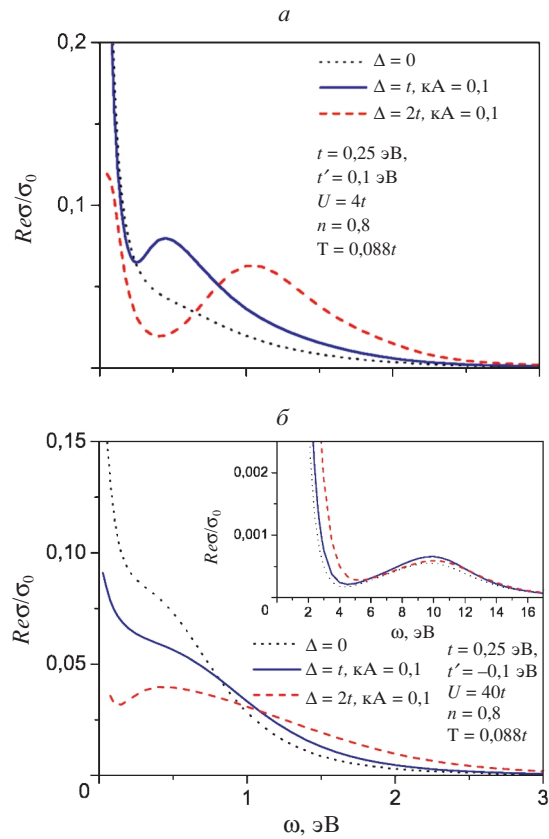 а
0,2
0,1
Reσ/σ₀
Δ = 0
Δ = t, κA = 0,1
Δ = 2t, κA = 0,1
t = 0,25 эВ,
t′ = 0,1 эВ
U = 4t
n = 0,8
T = 0,088t
0
1
2
3
б
0,15
0,10
0,05
Reσ/σ₀
0,002
0,001
Reσ/σ₀
0
2
4
6
8
10
12
14
16
ω, эВ
Δ = 0
Δ = t, κA = 0,1
Δ = 2t, κA = 0,1
t = 0,25 эВ,
t′ = –0,1 эВ
U = 40t
n = 0,8
T = 0,088t
0
1
2
3
ω, эВ